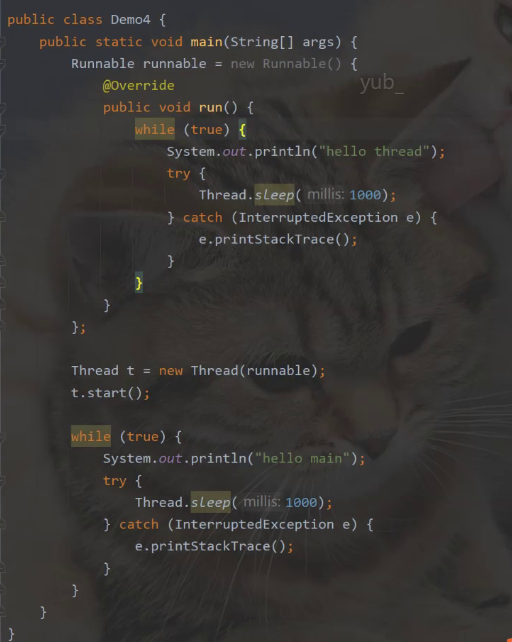 public class Demo4 {
    public static void main(String[] args) {
        Runnable runnable = new Runnable() {
            @Override
            public void run() {
                while (true) {
                    System.out.println("hello thread");
                    try {
                        Thread.sleep( millis: 1000);
                    } catch (InterruptedException e) {
                        e.printStackTrace();
                    }
                }
            }
        };

        Thread t = new Thread(runnable);
        t.start();

        while (true) {
            System.out.println("hello main");
            try {
                Thread.sleep( millis: 1000);
            } catch (InterruptedException e) {
                e.printStackTrace();
            }
        }
    }
}
yub_